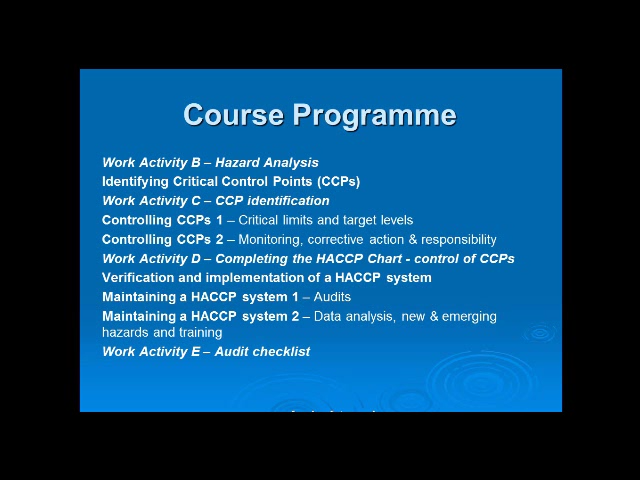 Course Programme
Work Activity B – Hazard Analysis
Identifying Critical Control Points (CCPs)
Work Activity C – CCP identification
Controlling CCPs 1 – Critical limits and target levels
Controlling CCPs 2 – Monitoring, corrective action & responsibility
Work Activity D – Completing the HACCP Chart - control of CCPs
Verification and implementation of a HACCP system
Maintaining a HACCP system 1 – Audits
Maintaining a HACCP system 2 – Data analysis, new & emerging
hazards and training
Work Activity E – Audit checklist